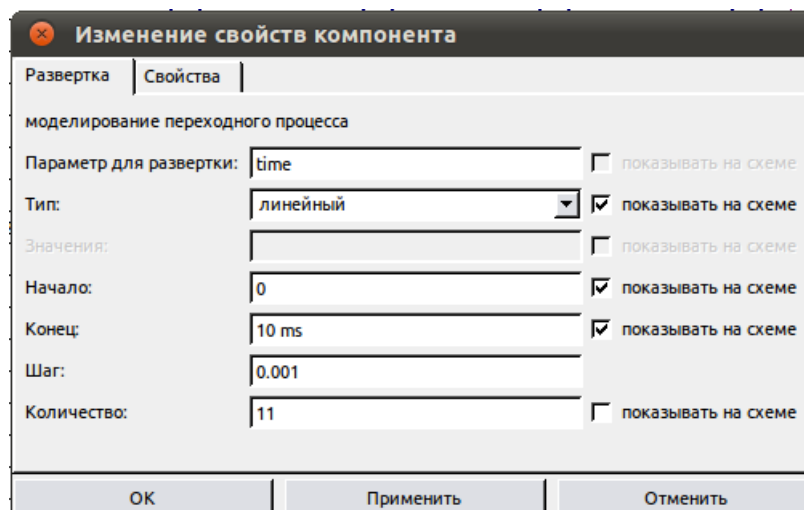 Изменение свойств компонента
Развертка Свойства
моделирование переходного процесса
Параметр для развертки: time показывать на схеме
Тип: линейный показывать на схеме
Значения: показывать на схеме
Начало: 0 показывать на схеме
Конец: 10 ms показывать на схеме
Шаг: 0.001
Количество: 11 показывать на схеме
OK Применить Отменить